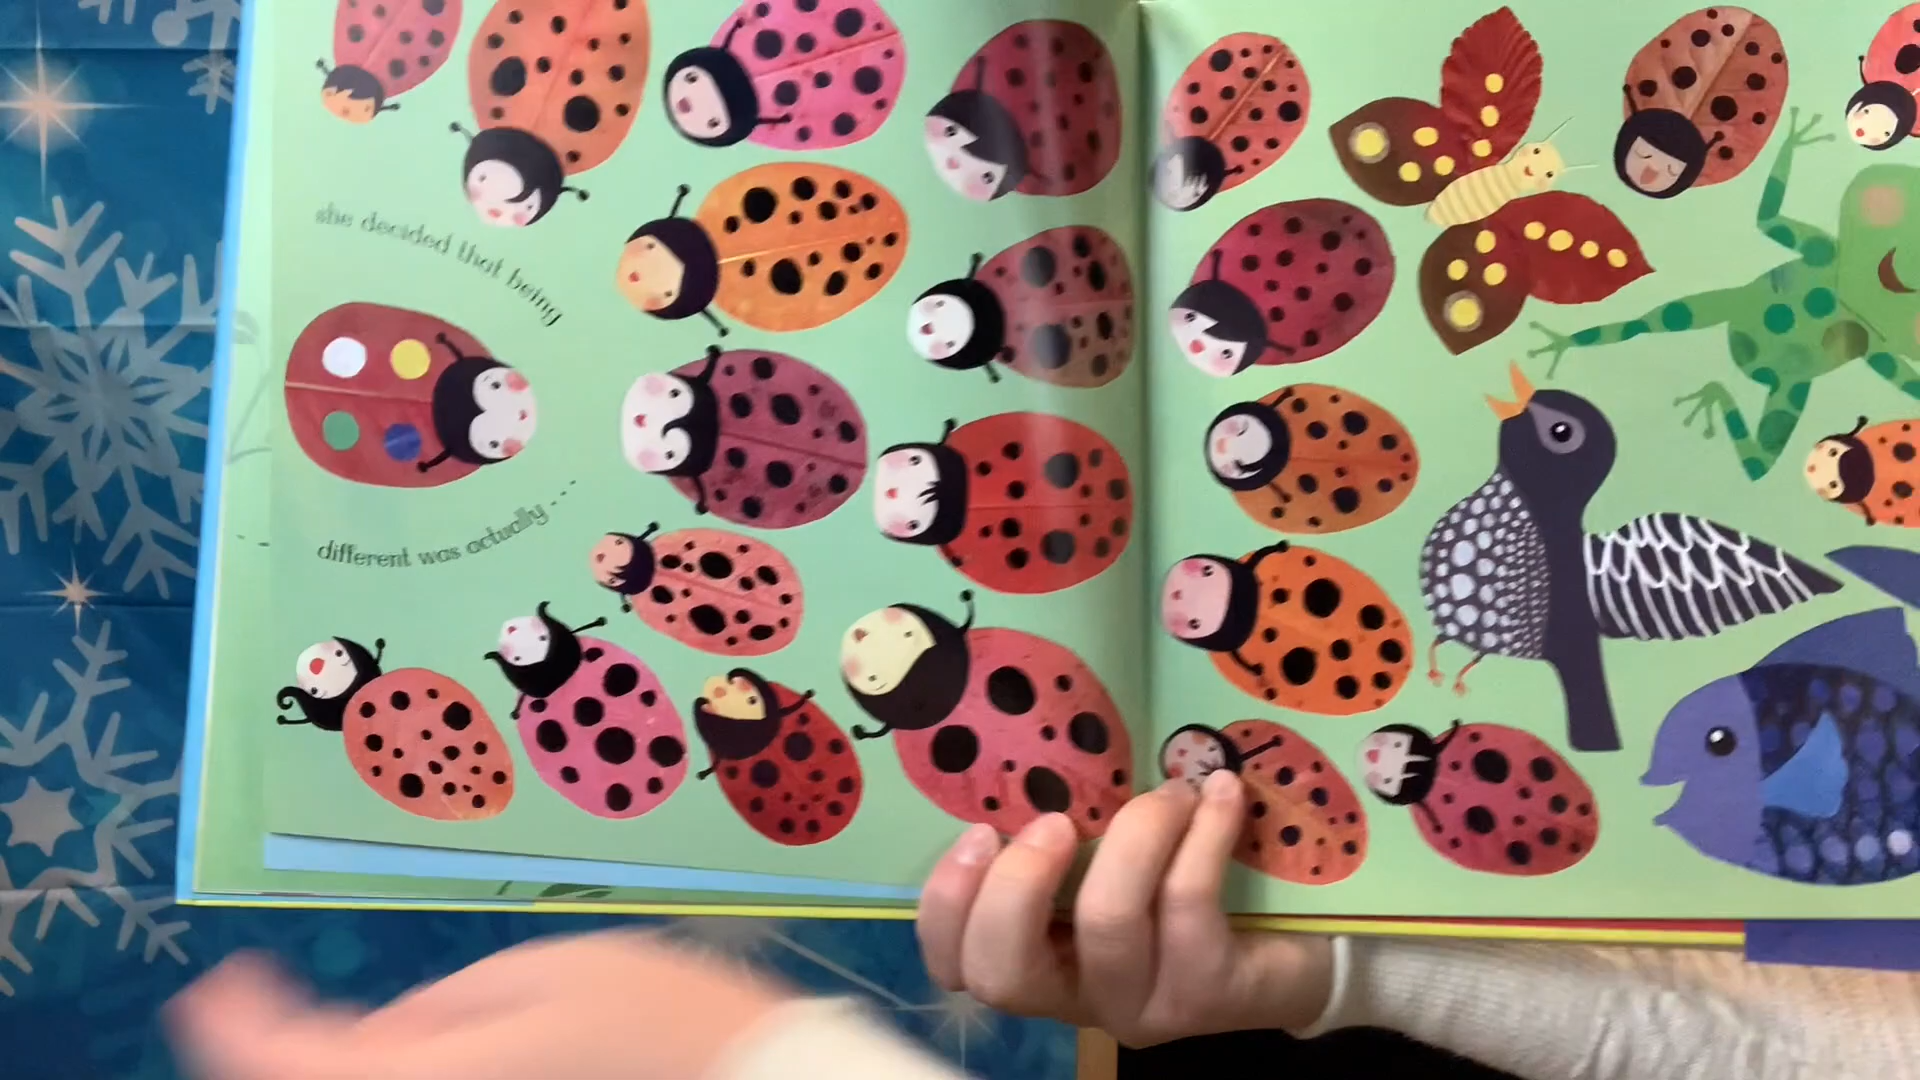 she decided that being
different was actually....